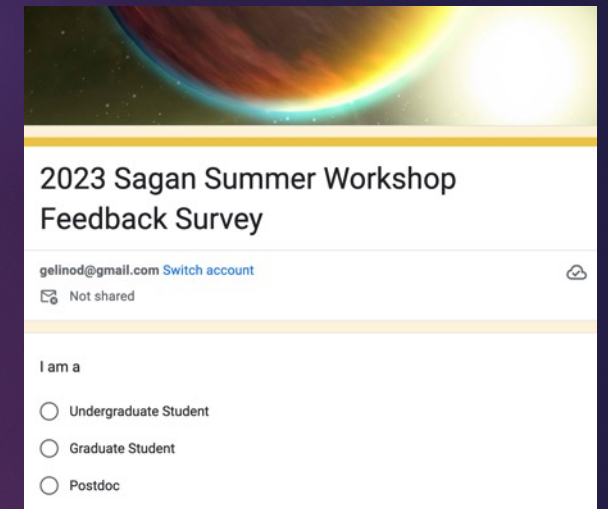 2023 Sagan Summer Workshop
Feedback Survey
gelinod@gmail.com Switch account
Not shared
I am a
Undergraduate Student
Graduate Student
Postdoc